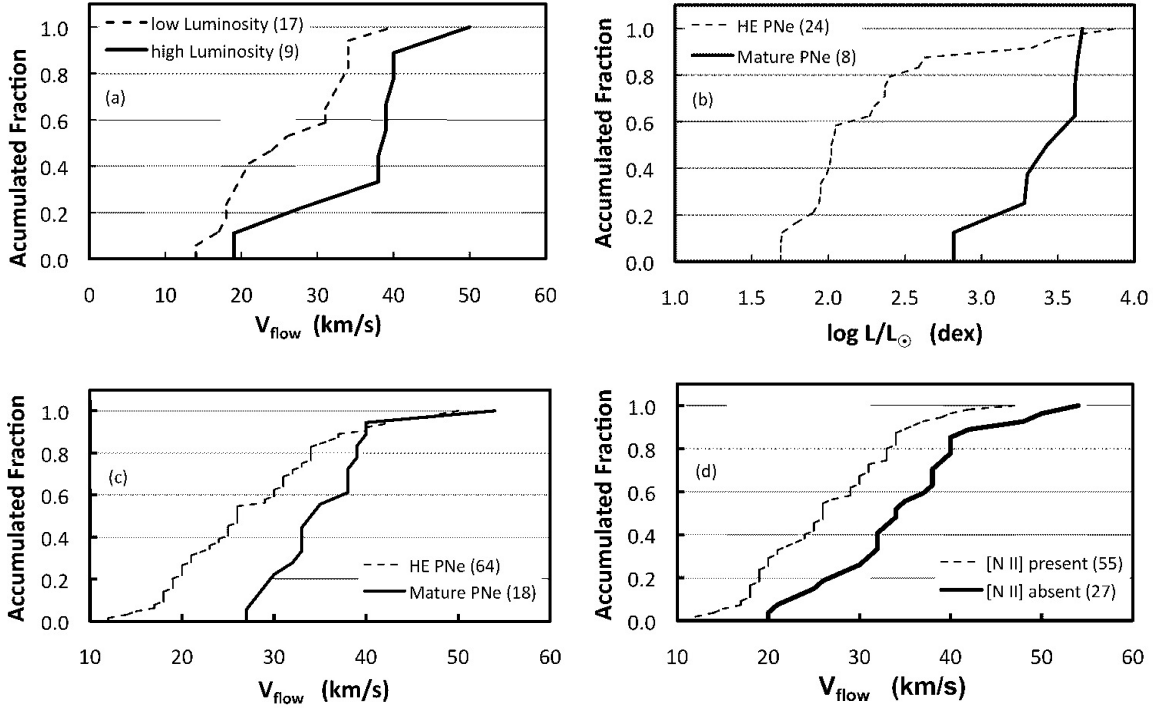 low Luminosity (17)
high Luminosity (9)
(a)
Acumulated Fraction
1.0
0.8
0.6
0.4
0.2
0.0
0 10 20 30 40 50 60
Vflow (km/s)
HE PNe (24)
Mature PNe (8)
(b)
Accumulated Fraction
1.0
0.8
0.6
0.4
0.2
0.0
1.0 1.5 2.0 2.5 3.0 3.5 4.0
log L/L☉ (dex)
(c)
Accumulated Fraction
1.0
0.8
0.6
0.4
0.2
0.0
HE PNe (64)
Mature PNe (18)
10 20 30 40 50 60
Vflow (km/s)
(d)
Accumulated Fraction
1.0
0.8
0.6
0.4
0.2
0.0
[N II] present (55)
[N II] absent (27)
10 20 30 40 50 60
Vflow (km/s)